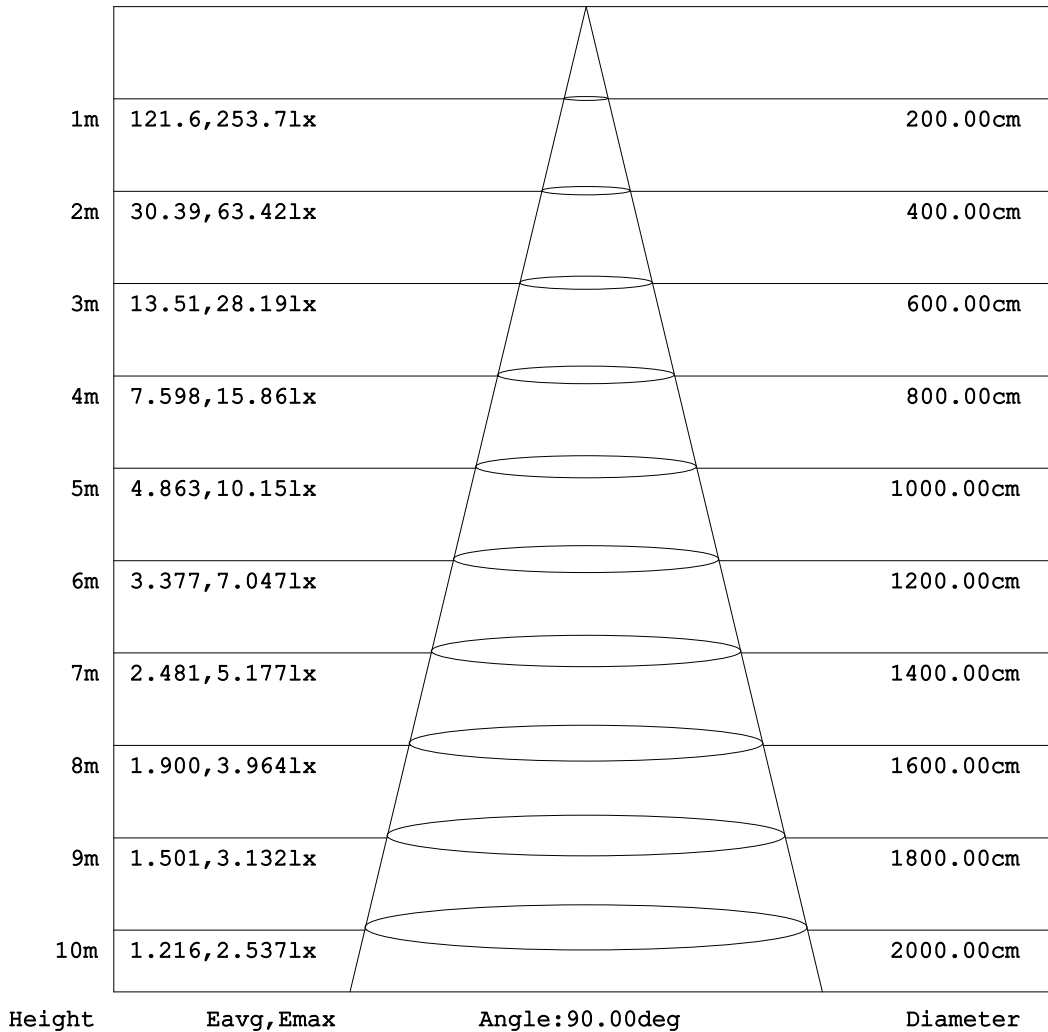 1m 121.6,253.7lx 200.00cm
2m 30.39,63.42lx 400.00cm
3m 13.51,28.19lx 600.00cm
4m 7.598,15.86lx 800.00cm
5m 4.863,10.15lx 1000.00cm
6m 3.377,7.047lx 1200.00cm
7m 2.481,5.177lx 1400.00cm
8m 1.900,3.964lx 1600.00cm
9m 1.501,3.132lx 1800.00cm
10m 1.216,2.537lx 2000.00cm
Height Eavg,Emax Angle:90.00deg Diameter